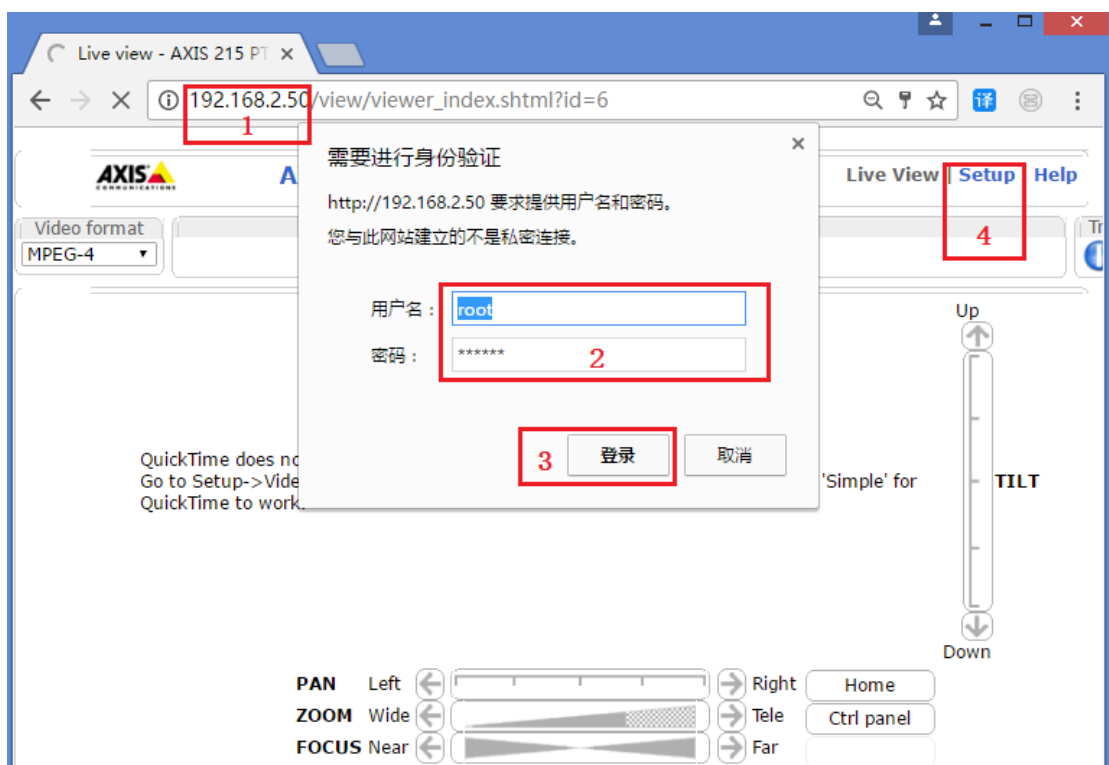 Live view - AXIS 215 PT
192.168.2.50/view/viewer_index.shtml?id=6
译
1
需要进行身份验证
http://192.168.2.50 要求提供用户名和密码。
您与此网站建立的不是私密连接。
AXIS
COMMUNICATIONS
A
Live View | Setup Help
4
Video format
MPEG-4
Tr
用户名：
root
密码：
******
2
3
登录
取消
Up
QuickTime does no
Go to Setup->Vide
'Simple' for
QuickTime to work.
TILT
Down
PAN Left Right Home
ZOOM Wide Tele Ctrl panel
FOCUS Near Far